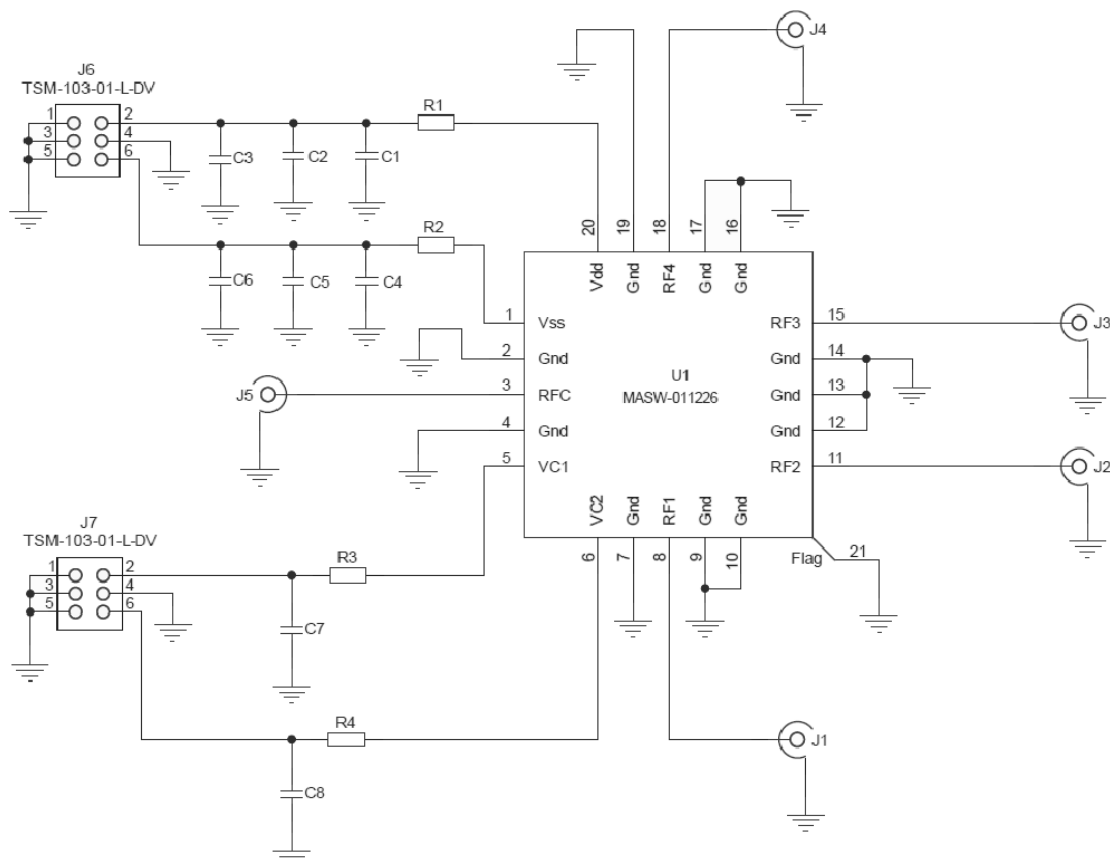 J4
J6
TSM-103-01-L-DV
1 2
3 4
5 6
R1
C3 C2 C1
R2
C6 C5 C4
20 19 18 17 16
Vdd Gnd RF4 Gnd Gnd
1 Vss RF3 15 J3
2 Gnd Gnd 14
U1
J5 3 RFC Gnd 13
MASW-011226
4 Gnd Gnd 12
5 VC1 RF2 11 J2
VC2 Gnd RF1 Gnd Gnd
6 7 8 9 10
Flag 21
J7
TSM-103-01-L-DV
1 2
3 4
5 6
R3
C7
R4
J1
C8